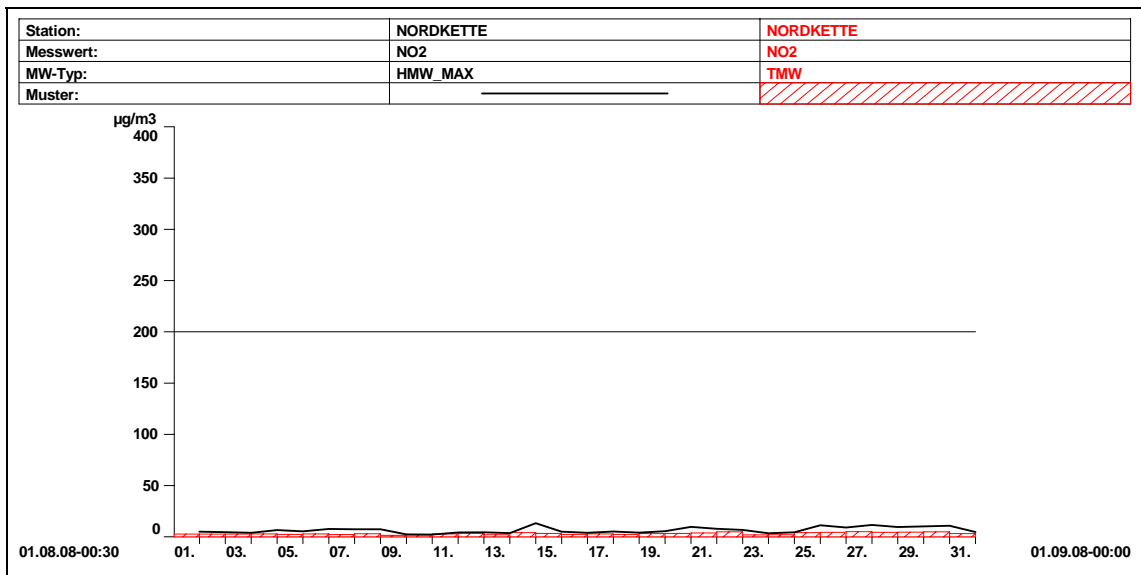 Station: NORDKETTE NORDKETTE
Messwert: NO2 NO2
MW-Typ: HMW_MAX TMW
Muster:
µg/m3
400
350
300
250
200
150
100
50
0
01.08.08-00:30 01. 03. 05. 07. 09. 11. 13. 15. 17. 19. 21. 23. 25. 27. 29. 31. 01.09.08-00:00